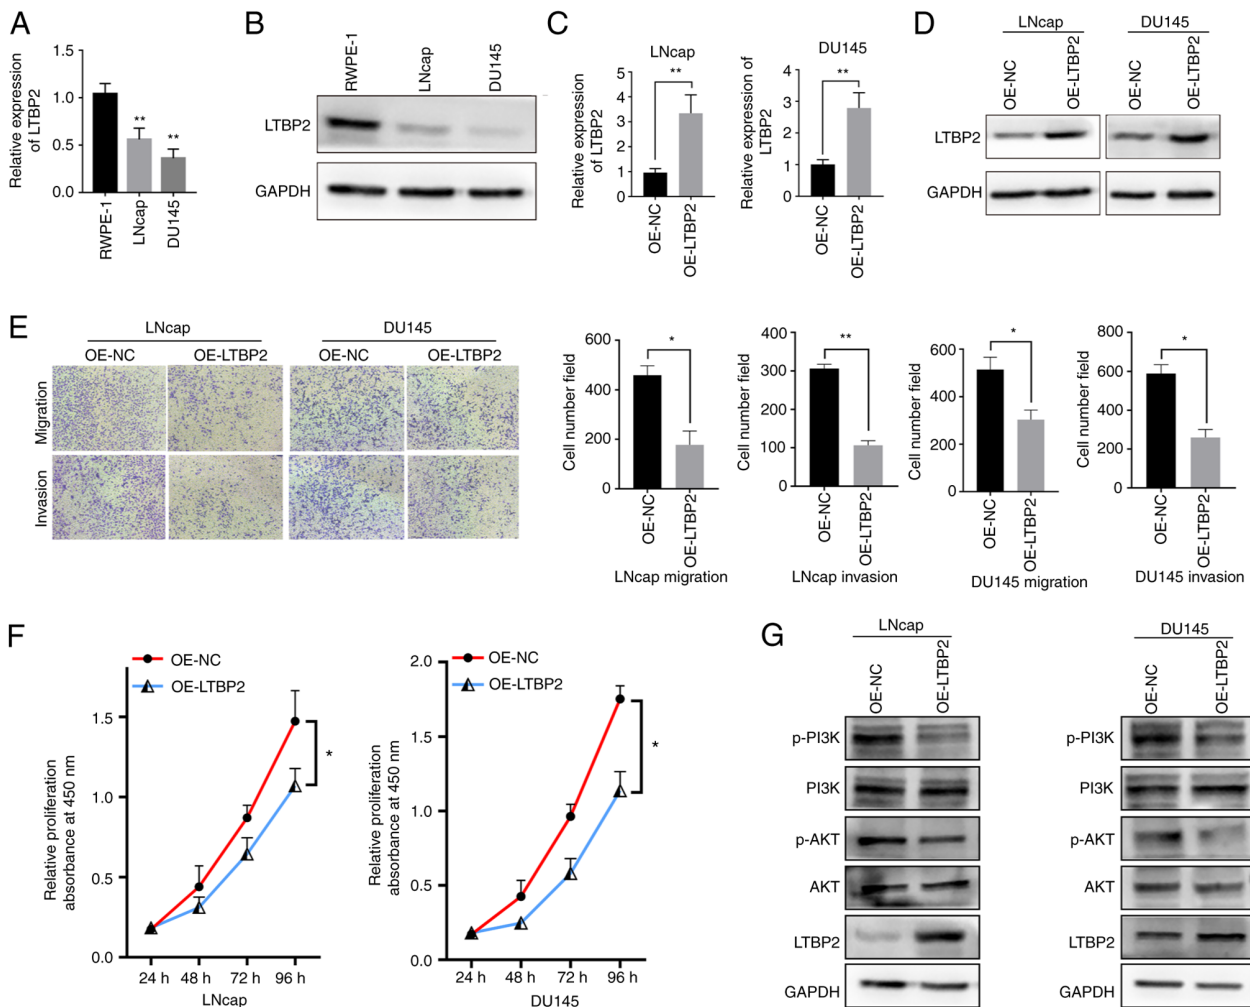 A
Relative expression
of LTBP2
1.5
1.0
0.5
0.0
**
**
RWPE-1
LNcap
DU145
B
RWPE-1
LNcap
DU145
LTBP2
GAPDH
C
LNcap
Relative expression
of LTBP2
5
4
3
2
1
0
**
OE-NC
OE-LTBP2
DU145
Relative expression of
LTBP2
4
3
2
1
0
**
OE-NC
OE-LTBP2
D
LNcap
DU145
OE-NC
OE-LTBP2
OE-NC
OE-LTBP2
LTBP2
GAPDH
E
LNcap
DU145
OE-NC
OE-LTBP2
OE-NC
OE-LTBP2
Migration
Invasion
Cell number field
600
400
200
0
*
OE-NC
OE-LTBP2
LNcap migration
Cell number field
400
300
200
100
0
**
OE-NC
OE-LTBP2
LNcap invasion
Cell number field
600
400
200
0
*
OE-NC
OE-LTBP2
DU145 migration
Cell number field
800
600
400
200
0
*
OE-NC
OE-LTBP2
DU145 invasion
F
OE-NC
OE-LTBP2
Relative proliferation
absorbance at 450 nm
1.5
1.0
0.5
0.0
*
24 h 48 h 72 h 96 h
LNcap
OE-NC
OE-LTBP2
Relative proliferation
absorbance at 450 nm
2.0
1.5
1.0
0.5
0.0
*
24 h 48 h 72 h 96 h
DU145
G
LNcap
OE-NC
OE-LTBP2
p-PI3K
PI3K
p-AKT
AKT
LTBP2
GAPDH
DU145
OE-NC
OE-LTBP2
p-PI3K
PI3K
p-AKT
AKT
LTBP2
GAPDH